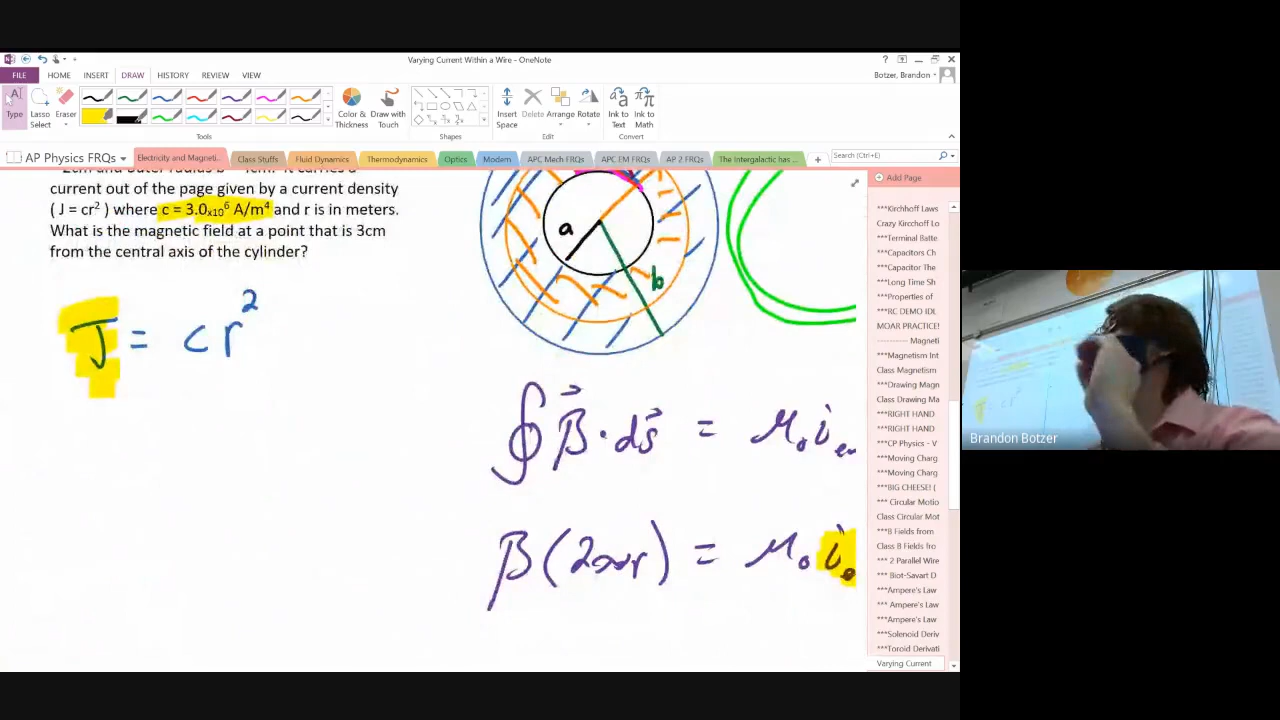 Varying Current Within a Wire - OneNote
FILE HOME INSERT DRAW HISTORY REVIEW VIEW
Botzer, Brandon
Type
Lasso Select
Eraser
Color & Thickness
Draw with Touch
Insert Space
Delete
Arrange
Rotate
Ink to Text
Ink to Math
Tools
Shapes
Edit
Convert
AP Physics FRQs
Electricity and Magneti...
Class Stuffs
Fluid Dynamics
Thermodynamics
Optics
Modern
APC Mech FRQs
APC EM FRQs
AP 2 FRQs
The Intergalactic has ...
Search (Ctrl+E)
current out of the page given by a current density
( J = cr² ) where c = 3.0x10⁶ A/m⁴ and r is in meters.
What is the magnetic field at a point that is 3cm
from the central axis of the cylinder?
J = cr²
a
b
∮ B⃗ · ds⃗ = μ₀ i
B(2πr) = μ₀ i
Add Page
***Kirchhoff Laws
Crazy Kircchoff Lo
***Terminal Batte
***Capacitors Ch
***Capacitor The
***Long Time Sh
***Properties of
***RC DEMO IDL
MOAR PRACTICE!
---------- Magneti
***Magnetism Int
Class Magnetism
***Drawing Magn
Class Drawing Ma
***RIGHT HAND
***RIGHT HAND
***CP Physics - V
***Moving Charg
***Moving Charg
***BIG CHEESE! (
*** Circular Motio
Class Circular Mot
***B Fields from
Class B Fields fro
*** 2 Parallel Wire
***Biot-Savart D
***Ampere's Law
*** Ampere's Law
***Ampere's Law
***Solenoid Deriv
***Toroid Derivati
Varying Current
Brandon Botzer